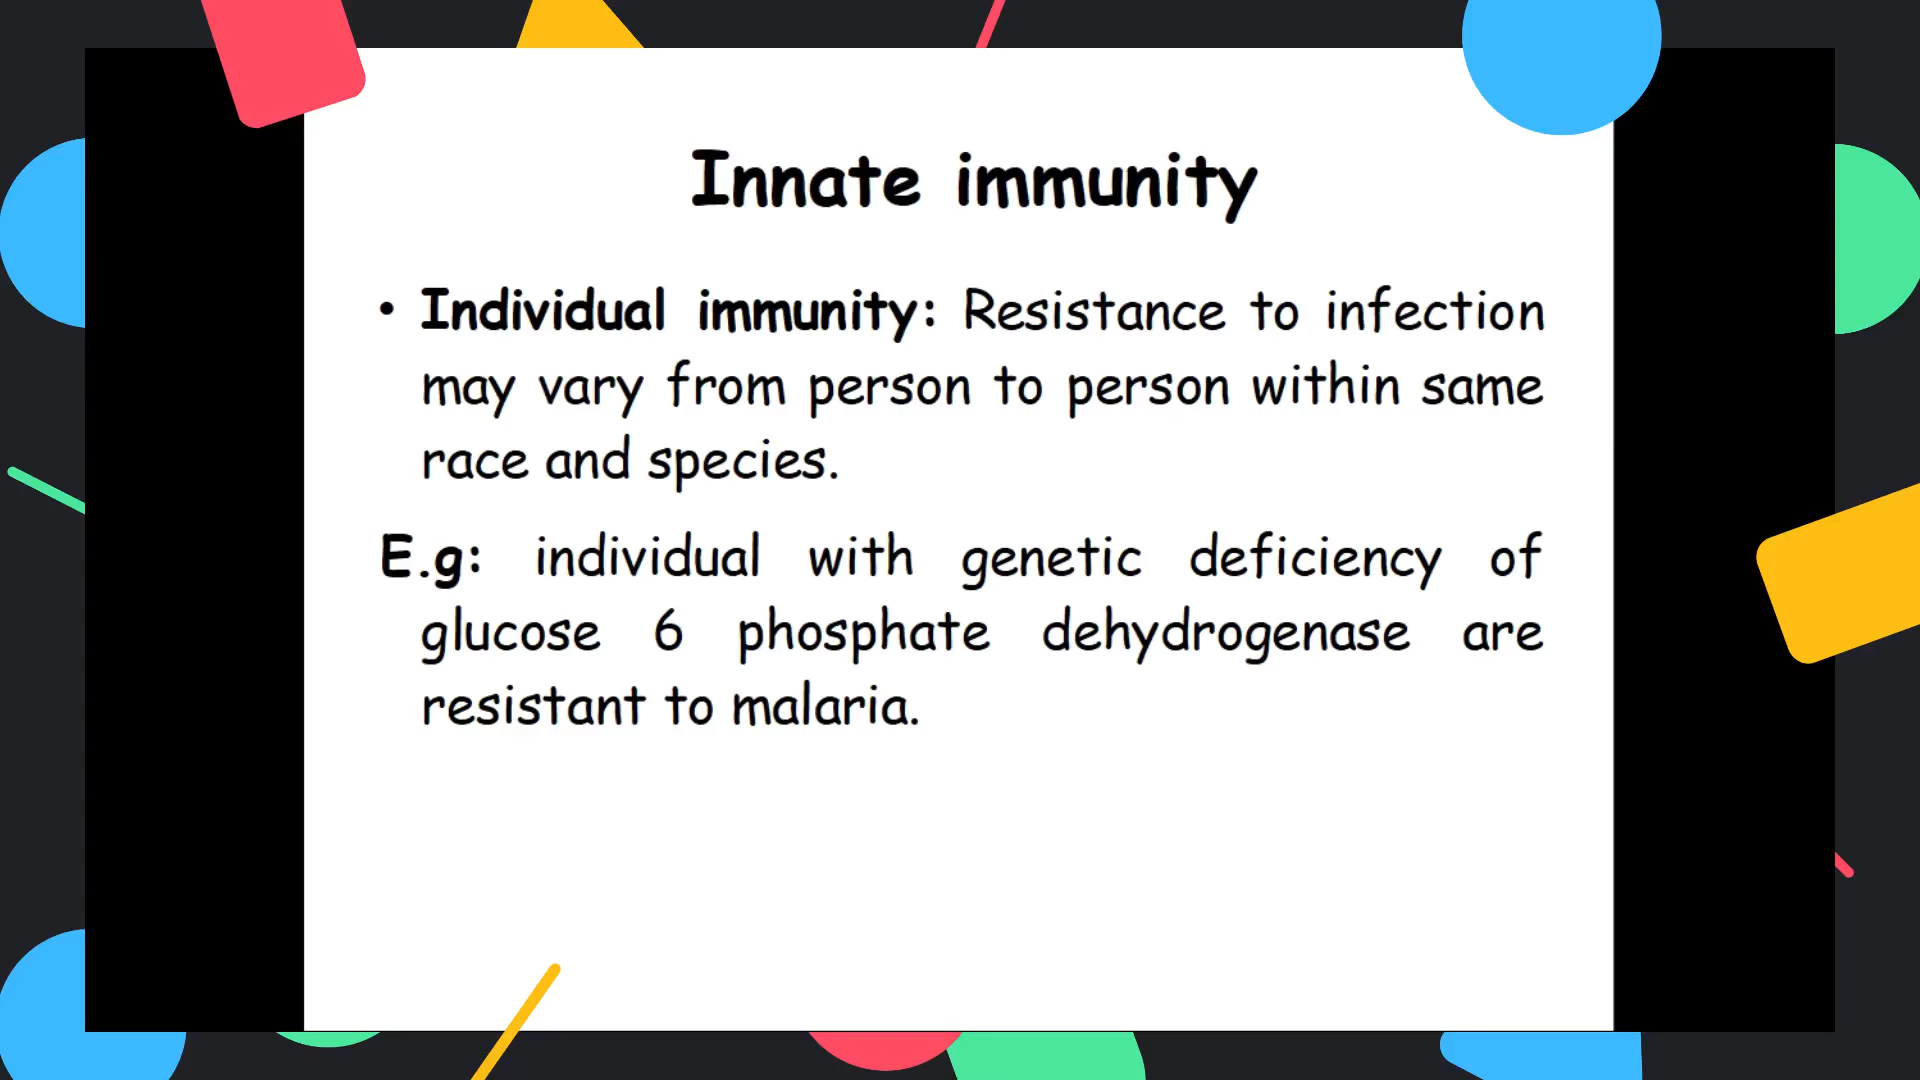 Innate immunity
• Individual immunity: Resistance to infection
may vary from person to person within same
race and species.
E.g: individual with genetic deficiency of
glucose 6 phosphate dehydrogenase are
resistant to malaria.